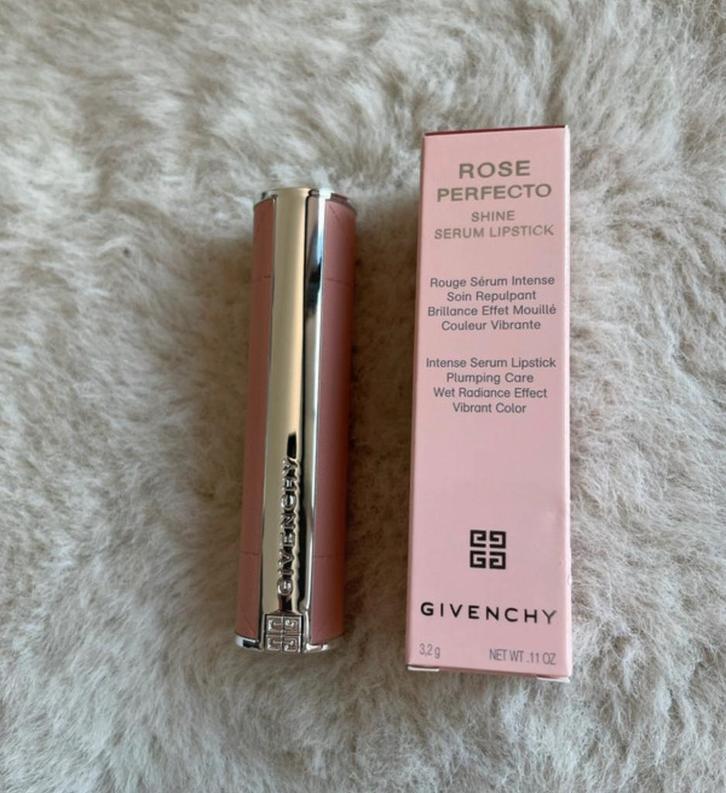 GIVENCHY
ROSE
PERFECTO
SHINE
SERUM LIPSTICK
Rouge Sérum Intense
Soin Repulpant
Brillance Effet Mouillé
Couleur Vibrante
Intense Serum Lipstick
Plumping Care
Wet Radiance Effect
Vibrant Color
GIVENCHY
3,2 g NET WT .11 OZ